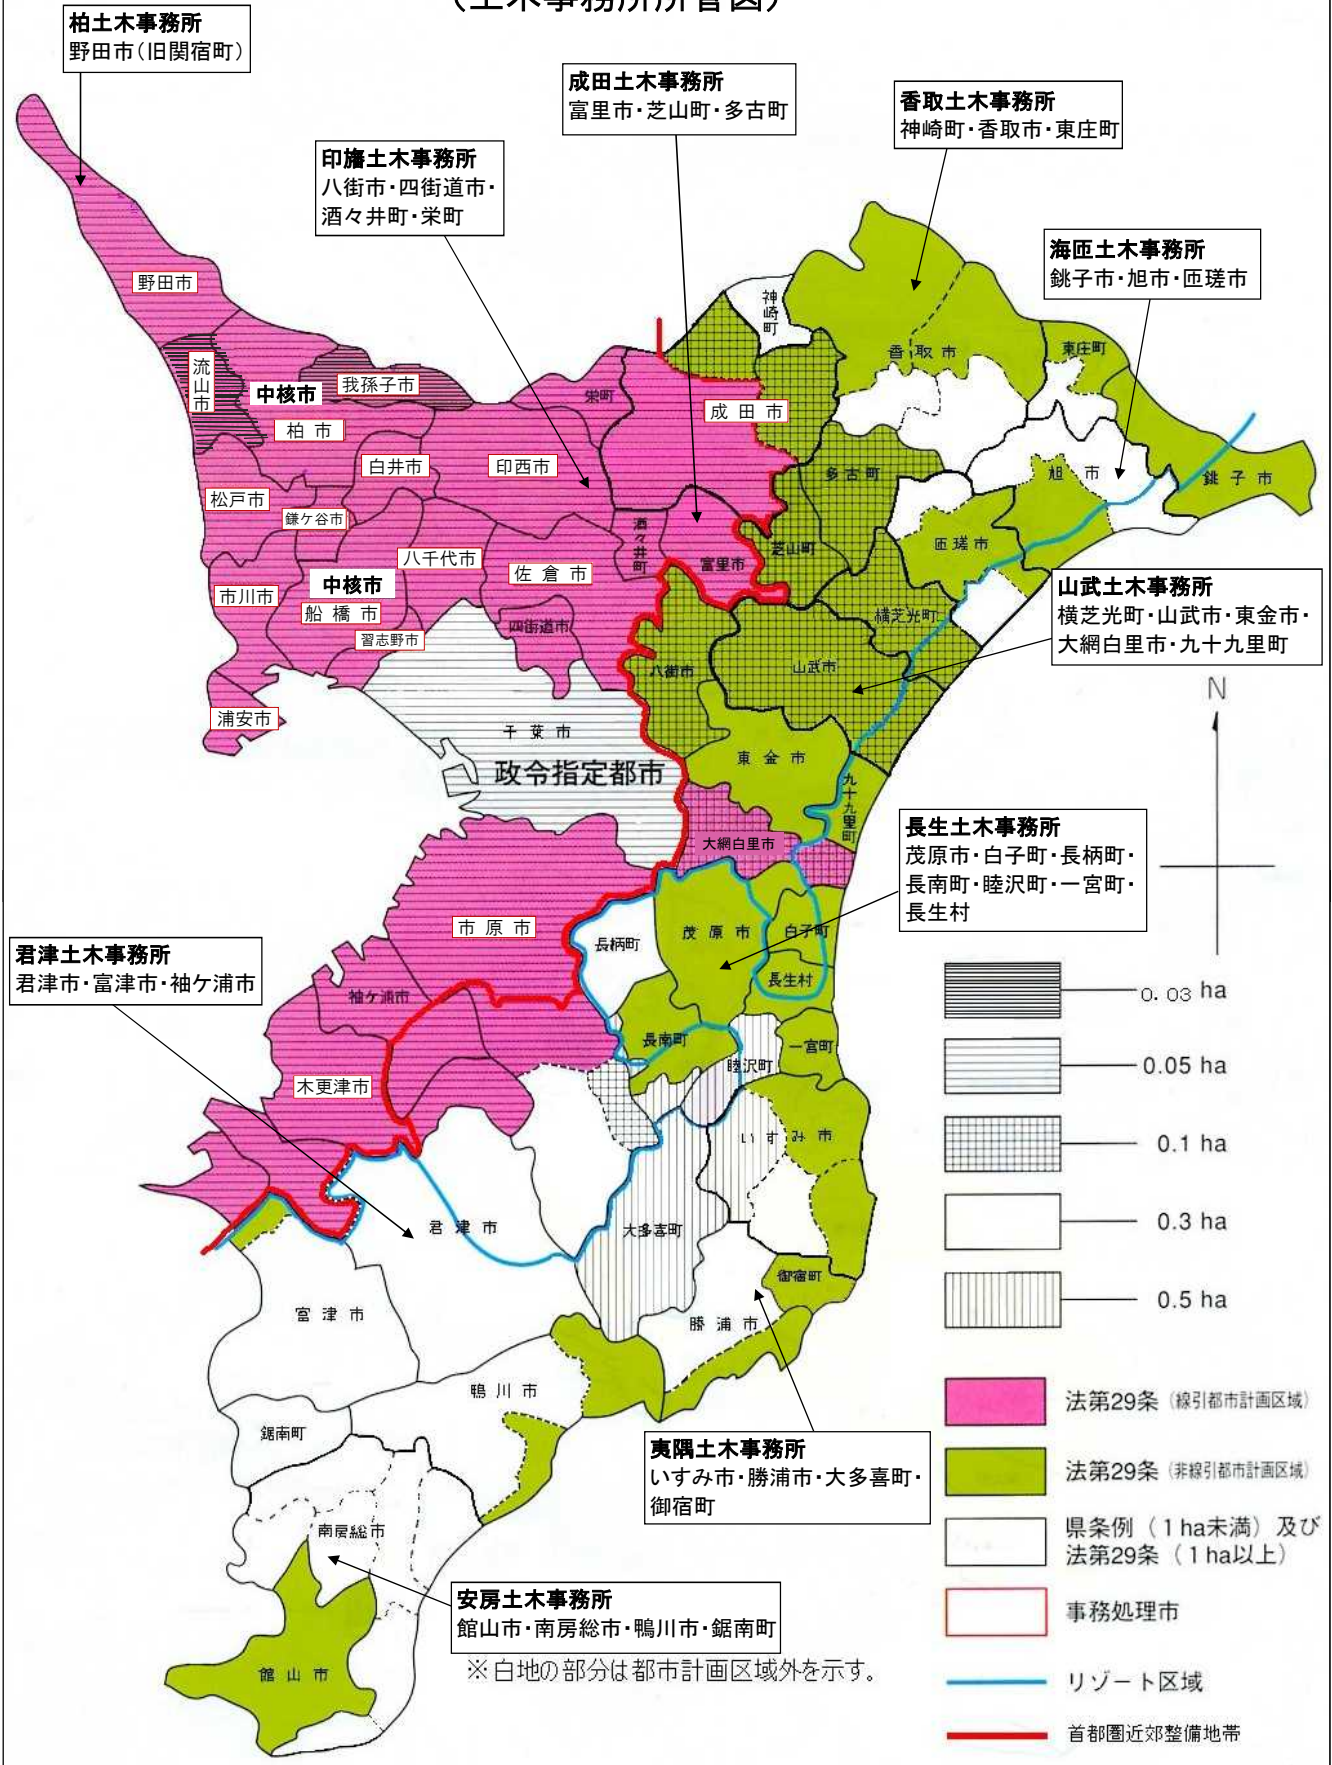 (土木事務所所管図)
柏土木事務所
野田市(旧関宿町)
成田土木事務所
富里市・芝山町・多古町
香取土木事務所
神崎町・香取市・東庄町
印旛土木事務所
八街市・四街道市・
酒々井町・栄町
海匝土木事務所
銚子市・旭市・匝瑳市
野田市
神崎町
香取市
東庄町
流山市
中核市
我孫子市
栄町
成田市
柏市
白井市
印西市
多古町
旭市
銚子市
松戸市
鎌ケ谷市
酒々井町
芝山町
匝瑳市
八千代市
佐倉市
富里市
市川市
中核市
船橋市
習志野市
四街道市
横芝光町
山武土木事務所
横芝光町・山武市・東金市・
大網白里市・九十九里町
八街市
山武市
浦安市
千葉市
政令指定都市
東金市
九十九里町
N
大網白里市
長生土木事務所
茂原市・白子町・長柄町・
長南町・睦沢町・一宮町・
長生村
市原市
長柄町
茂原市
白子町
君津土木事務所
君津市・富津市・袖ケ浦市
袖ケ浦市
長生村
長南町
一宮町
睦沢町
木更津市
いすみ市
君津市
大多喜町
御宿町
富津市
勝浦市
鴨川市
鋸南町
夷隅土木事務所
いすみ市・勝浦市・大多喜町・
御宿町
南房総市
安房土木事務所
館山市・南房総市・鴨川市・鋸南町
館山市
※白地の部分は都市計画区域外を示す。
0.03 ha
0.05 ha
0.1 ha
0.3 ha
0.5 ha
法第29条(線引都市計画区域)
法第29条(非線引都市計画区域)
県条例(1ha未満)及び
法第29条(1ha以上)
事務処理市
リゾート区域
首都圏近郊整備地帯